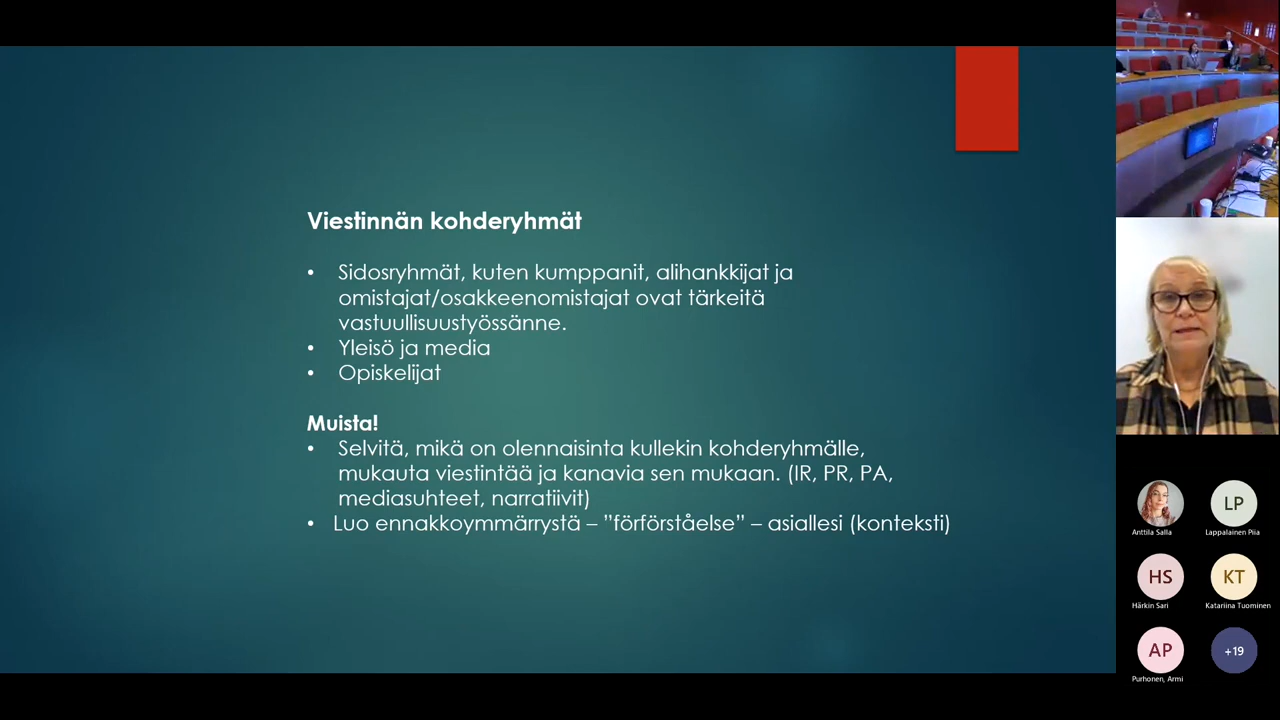 Viestinnän kohderyhmät
• Sidosryhmät, kuten kumppanit, alihankkijat ja
omistajat/osakkeenomistajat ovat tärkeitä
vastuullisuustyössänne.
• Yleisö ja media
• Opiskelijat
Muista!
• Selvitä, mikä on olennaisinta kullekin kohderyhmälle,
mukauta viestintää ja kanavia sen mukaan. (IR, PR, PA,
mediasuhteet, narratiivit)
• Luo ennakkoymmärrystä – ”förförståelse” – asiallesi (konteksti)
Anttila Salla
LP
Lappalainen Piia
HS
Härkin Sari
KT
Katariina Tuominen
AP
Purhonen, Armi
+19